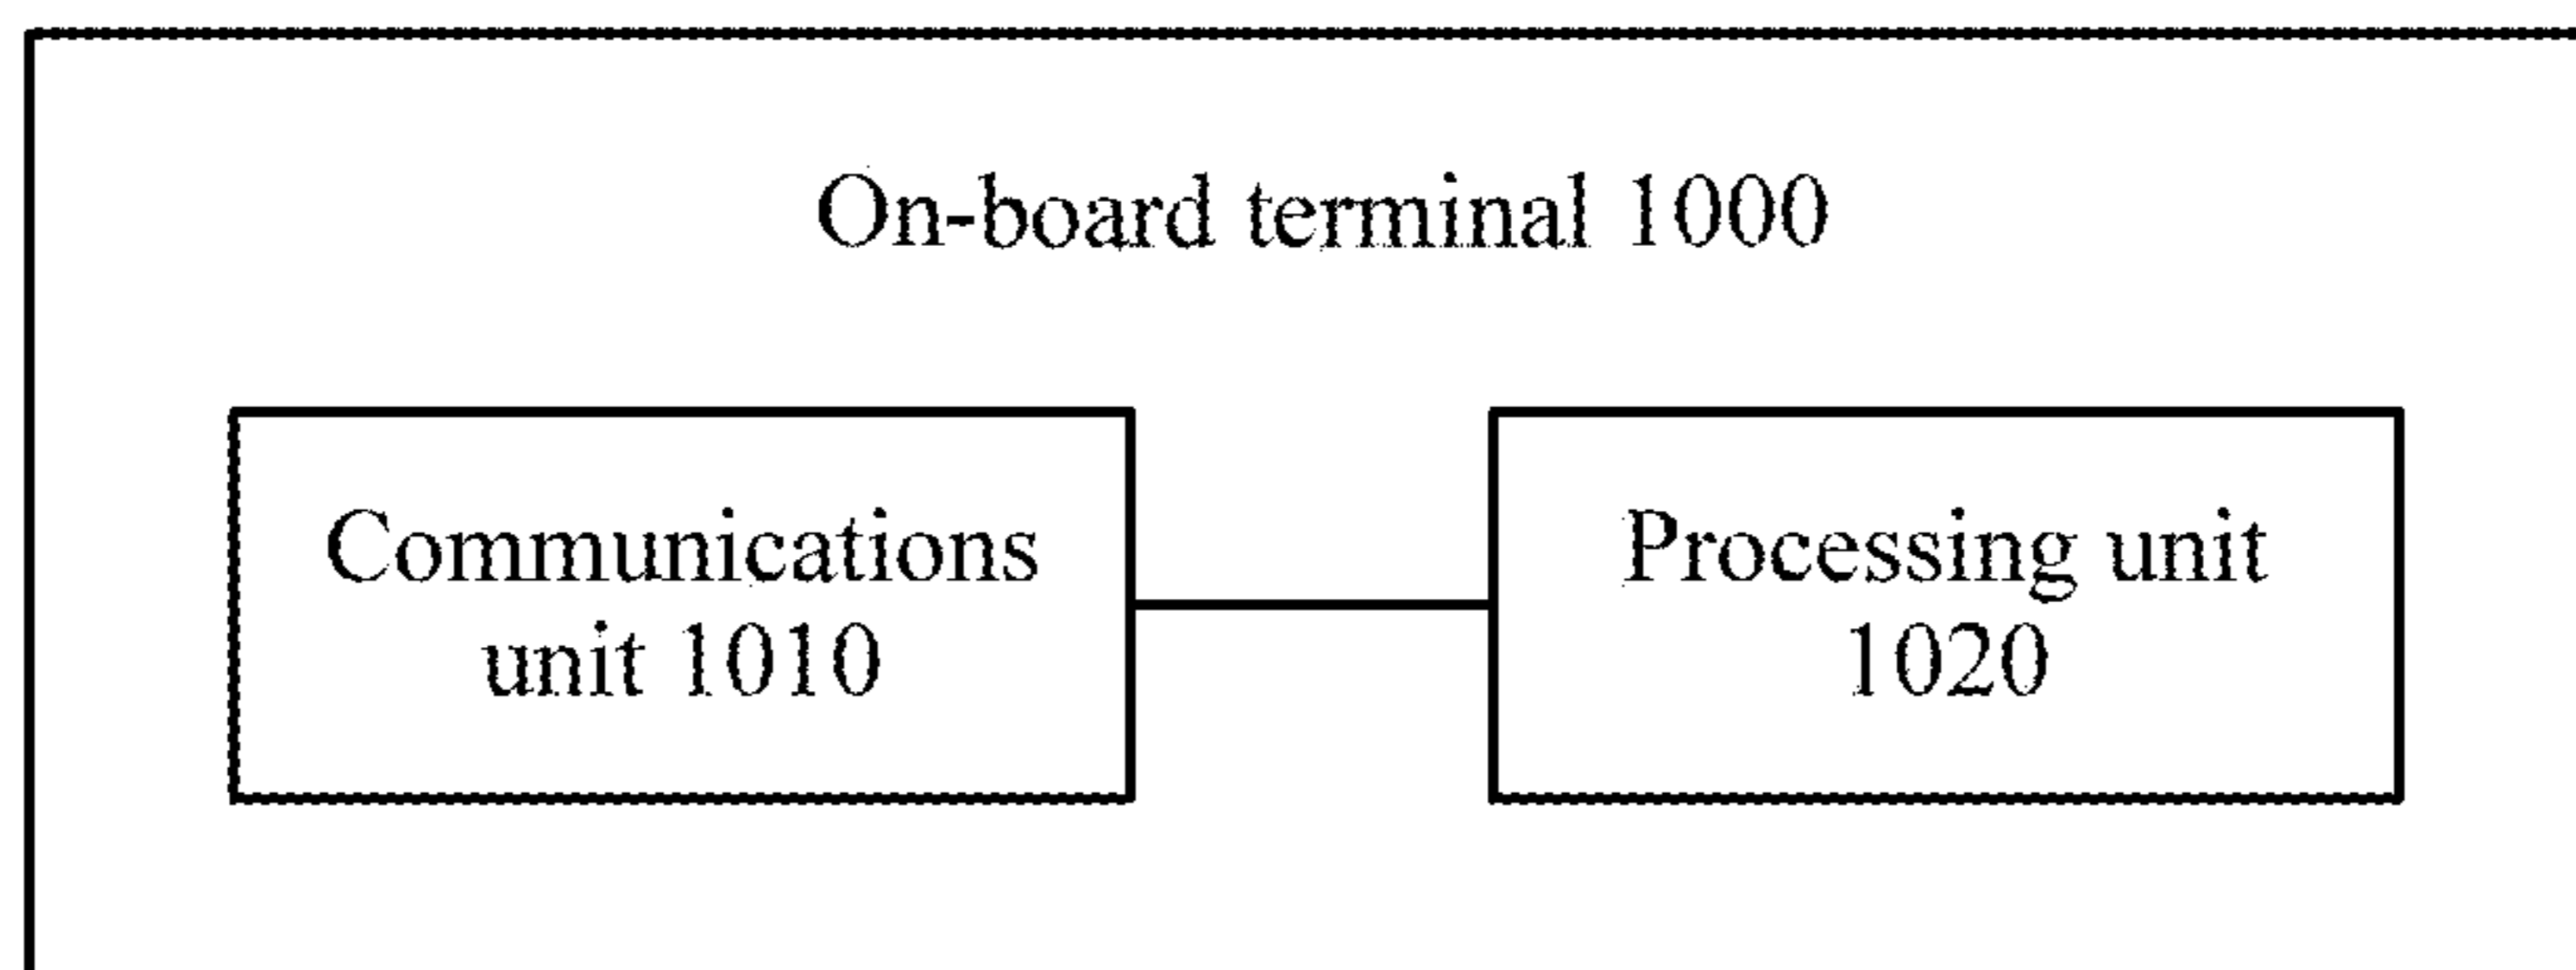 On-board terminal 1000
Communications
unit 1010
Processing unit
1020